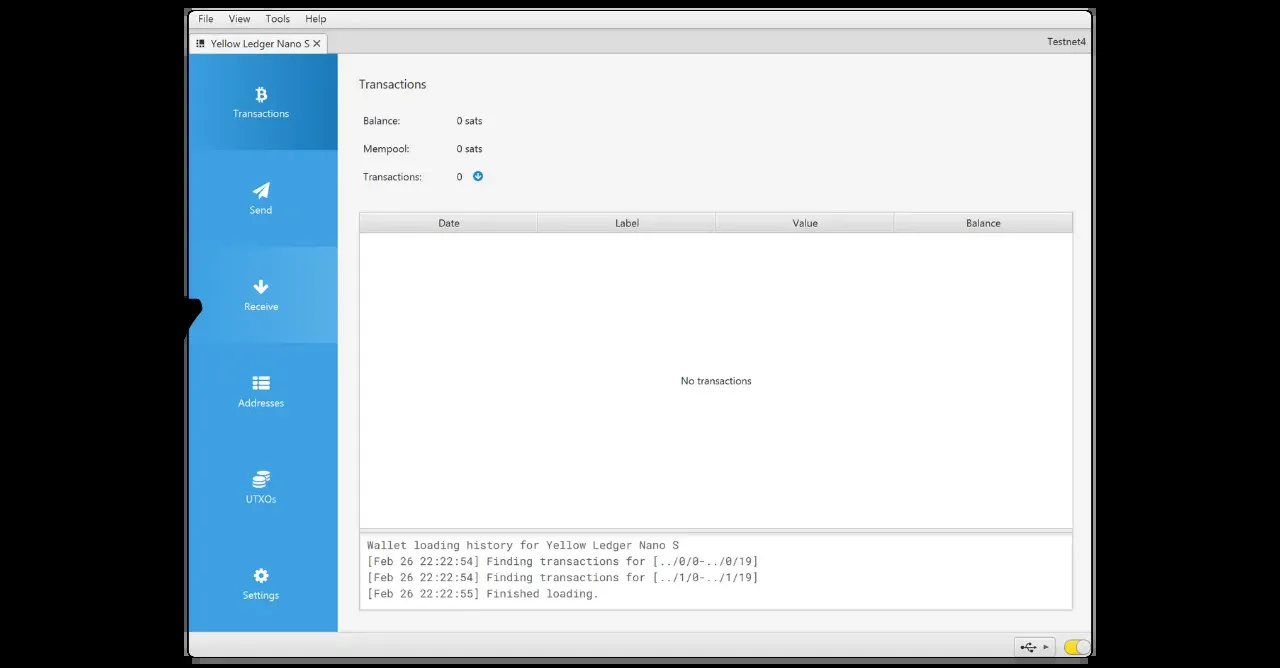 File View Tools Help
Yellow Ledger Nano S
Testnet4
Transactions
Send
Receive
Addresses
UTXOs
Settings
Transactions
Balance: 0 sats
Mempool: 0 sats
Transactions: 0
Date Label Value Balance
No transactions
Wallet loading history for Yellow Ledger Nano S
[Feb 26 22:22:54] Finding transactions for [../0/0-../0/19]
[Feb 26 22:22:54] Finding transactions for [../1/0-../1/19]
[Feb 26 22:22:55] Finished loading.